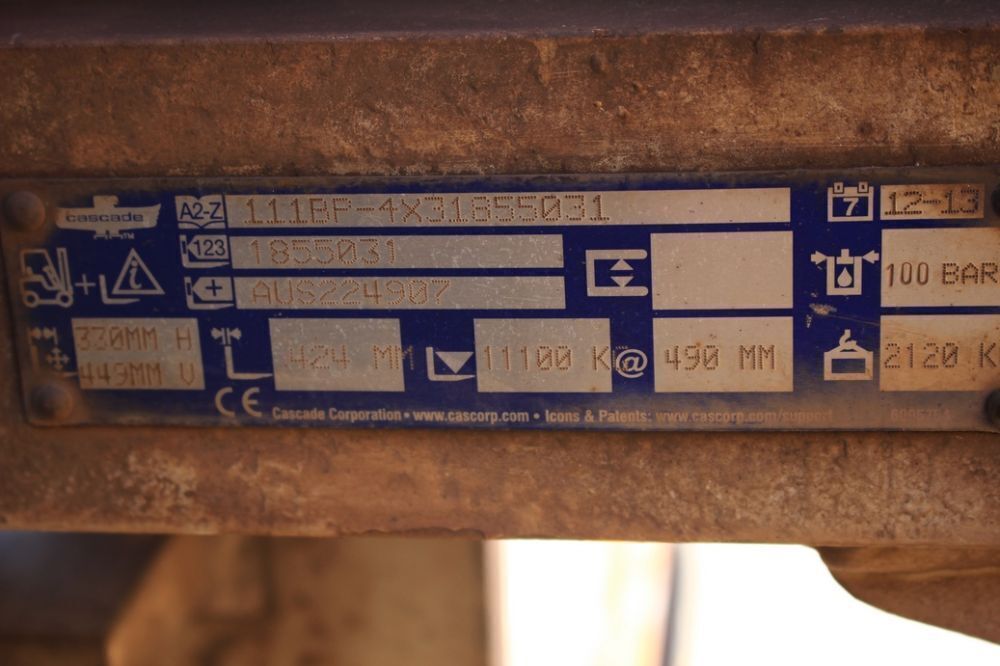 cascade TM
A2-Z 111BP-4X31855031
7 12-13
123 1855031
100 BAR
i
AUS224907
330MM H
449MM V
424 MM
11100 K
@
490 MM
2120 K
CE Cascade Corporation • www.cascorp.com • Icons & Patents: www.cascorp.com/support